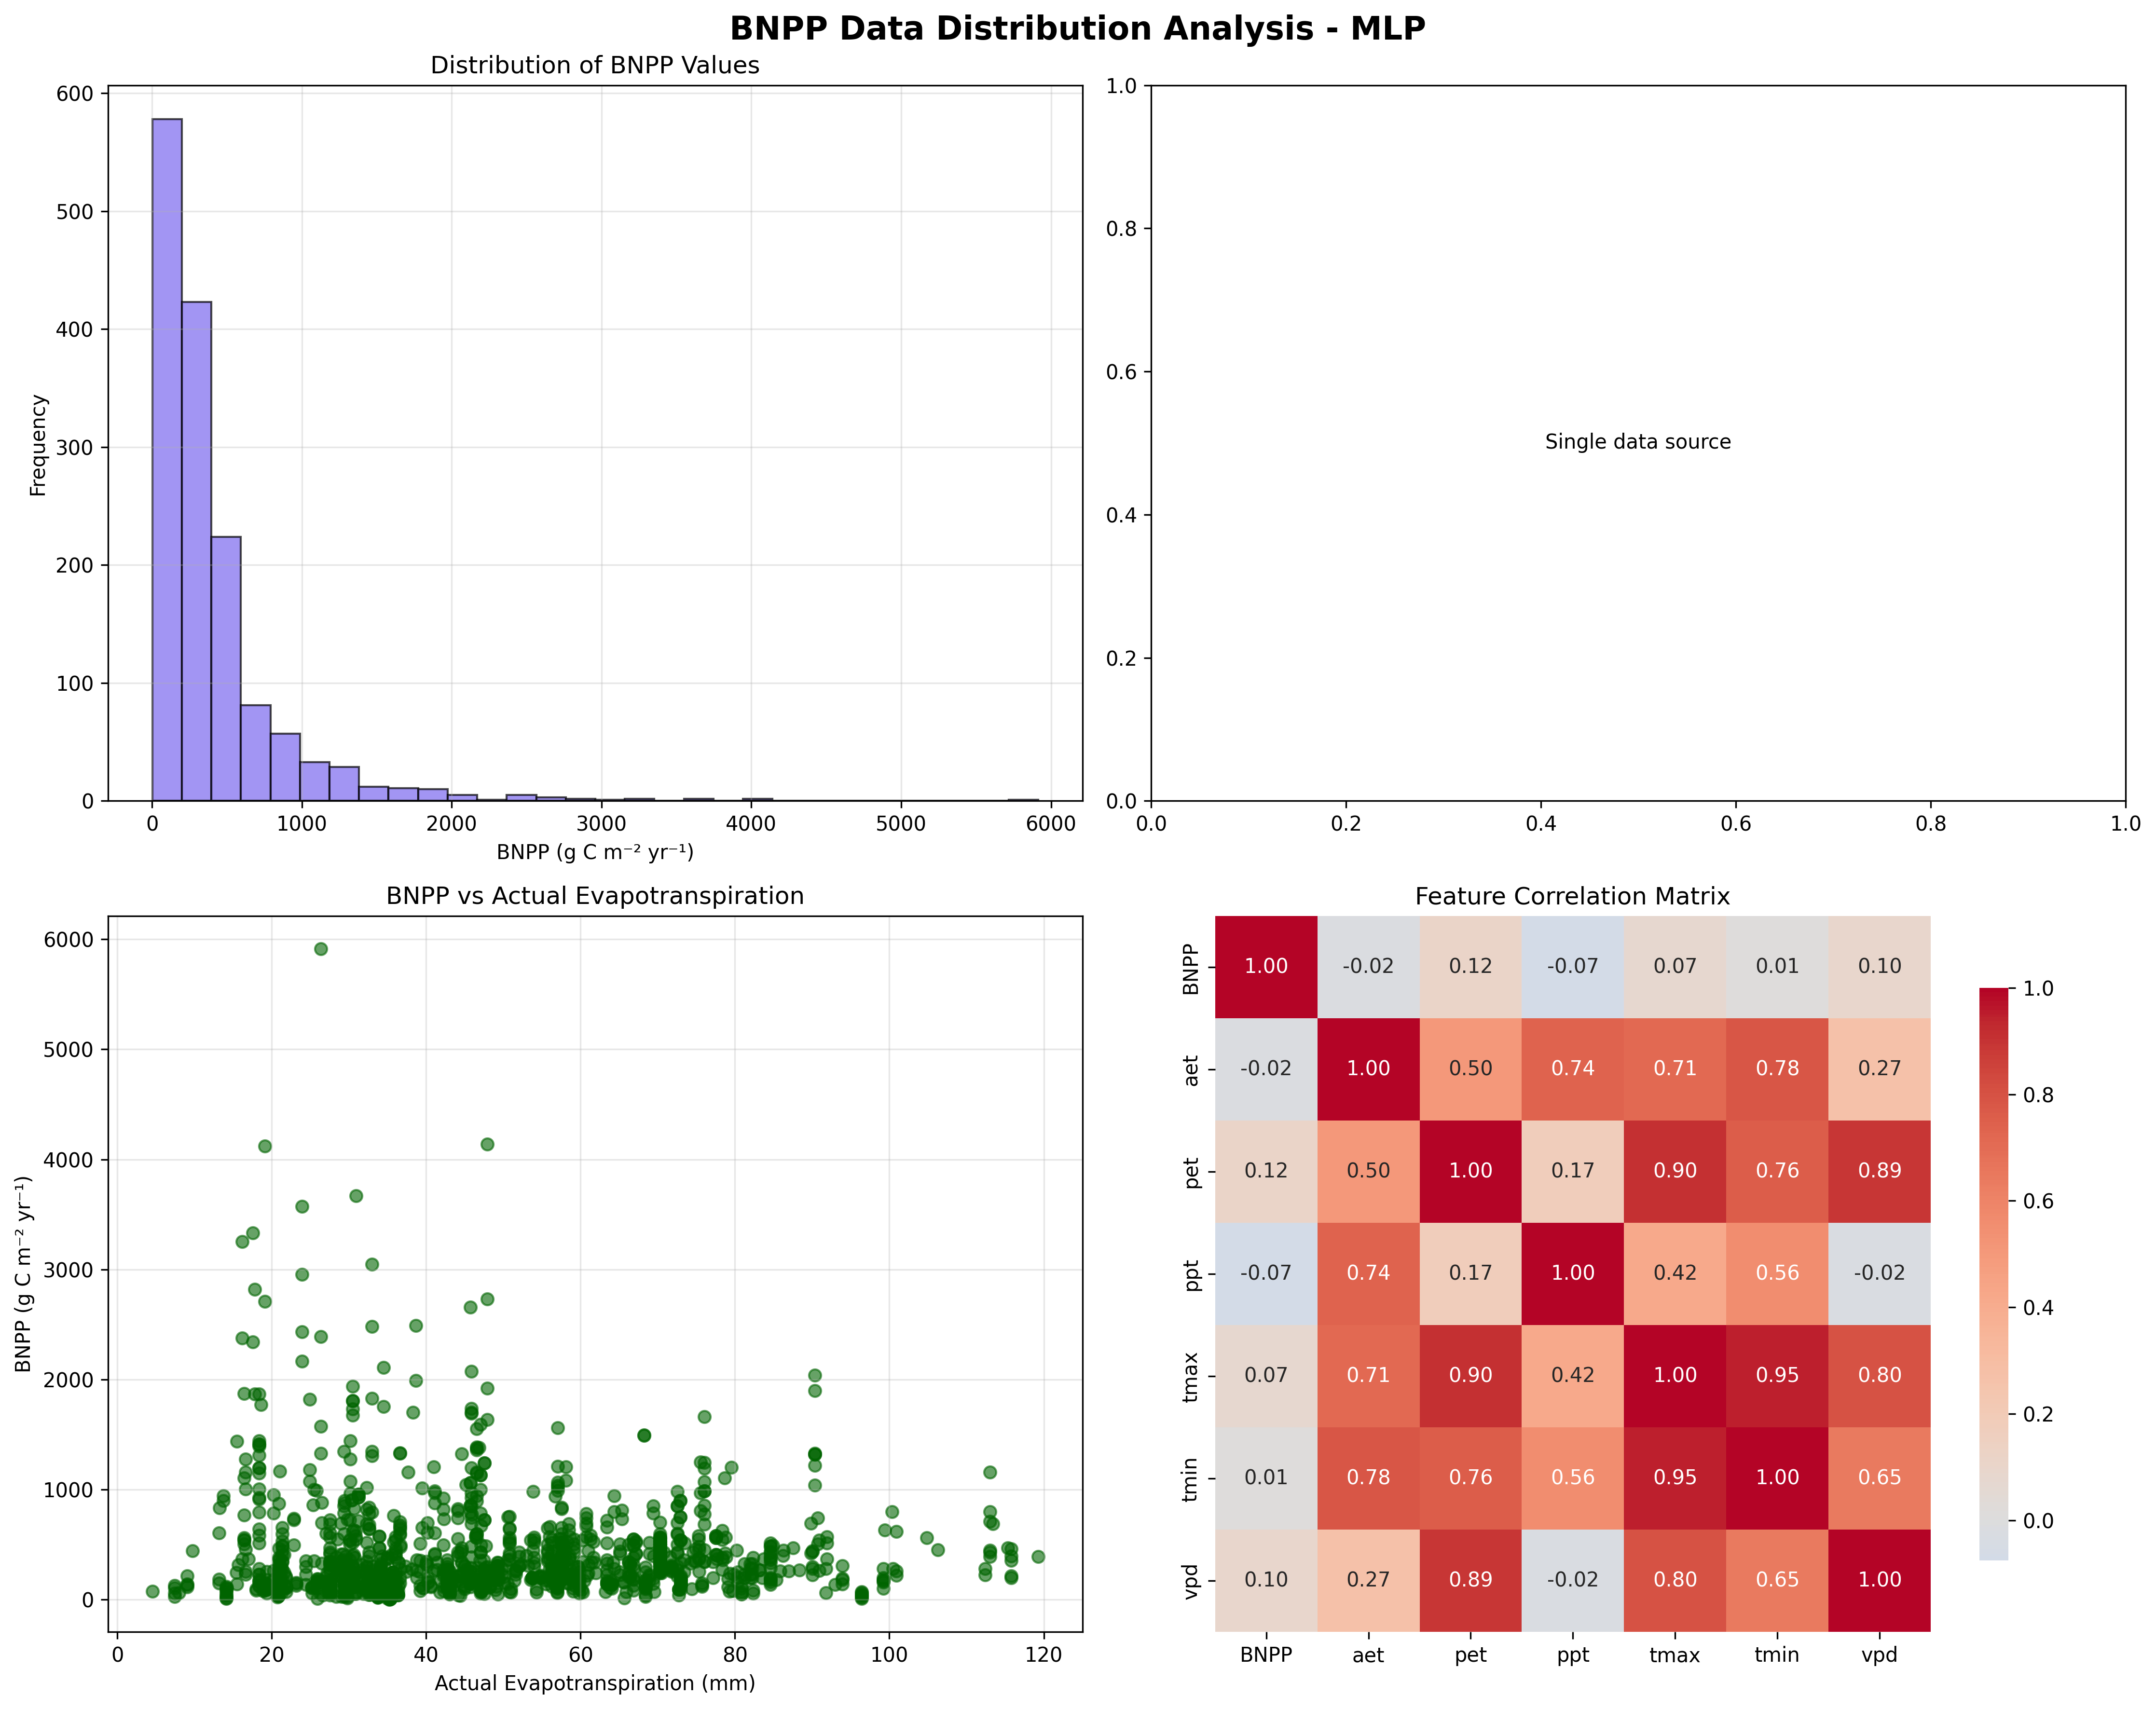 BNPP Data Distribution Analysis - MLP
Distribution of BNPP Values
600
500
400
300
200
100
0
Frequency
0 1000 2000 3000 4000 5000 6000
BNPP (g C m⁻² yr⁻¹)
1.0
0.8
0.6
0.4
0.2
0.0
Single data source
0.0 0.2 0.4 0.6 0.8 1.0
BNPP vs Actual Evapotranspiration
6000
5000
4000
3000
2000
1000
0
BNPP (g C m⁻² yr⁻¹)
0 20 40 60 80 100 120
Actual Evapotranspiration (mm)
Feature Correlation Matrix
BNPP 1.00 -0.02 0.12 -0.07 0.07 0.01 0.10
aet -0.02 1.00 0.50 0.74 0.71 0.78 0.27
pet 0.12 0.50 1.00 0.17 0.90 0.76 0.89
ppt -0.07 0.74 0.17 1.00 0.42 0.56 -0.02
tmax 0.07 0.71 0.90 0.42 1.00 0.95 0.80
tmin 0.01 0.78 0.76 0.56 0.95 1.00 0.65
vpd 0.10 0.27 0.89 -0.02 0.80 0.65 1.00
BNPP aet pet ppt tmax tmin vpd
1.0
0.8
0.6
0.4
0.2
0.0